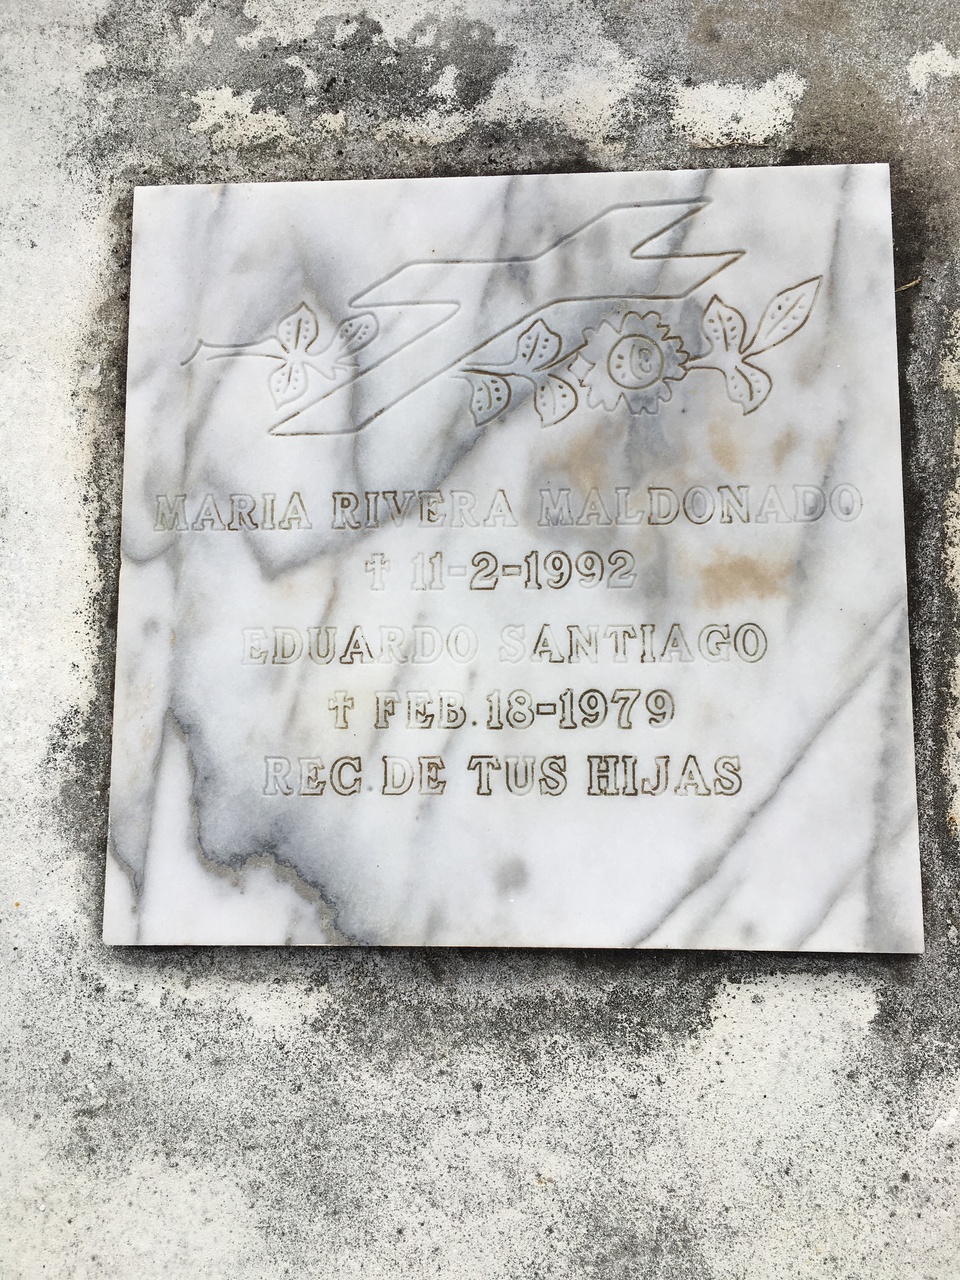 MARIA RIVERA MALDONADO
✝ 11-2-1992
EDUARDO SANTIAGO
✝ FEB.18-1979
REC.DE TUS HIJAS